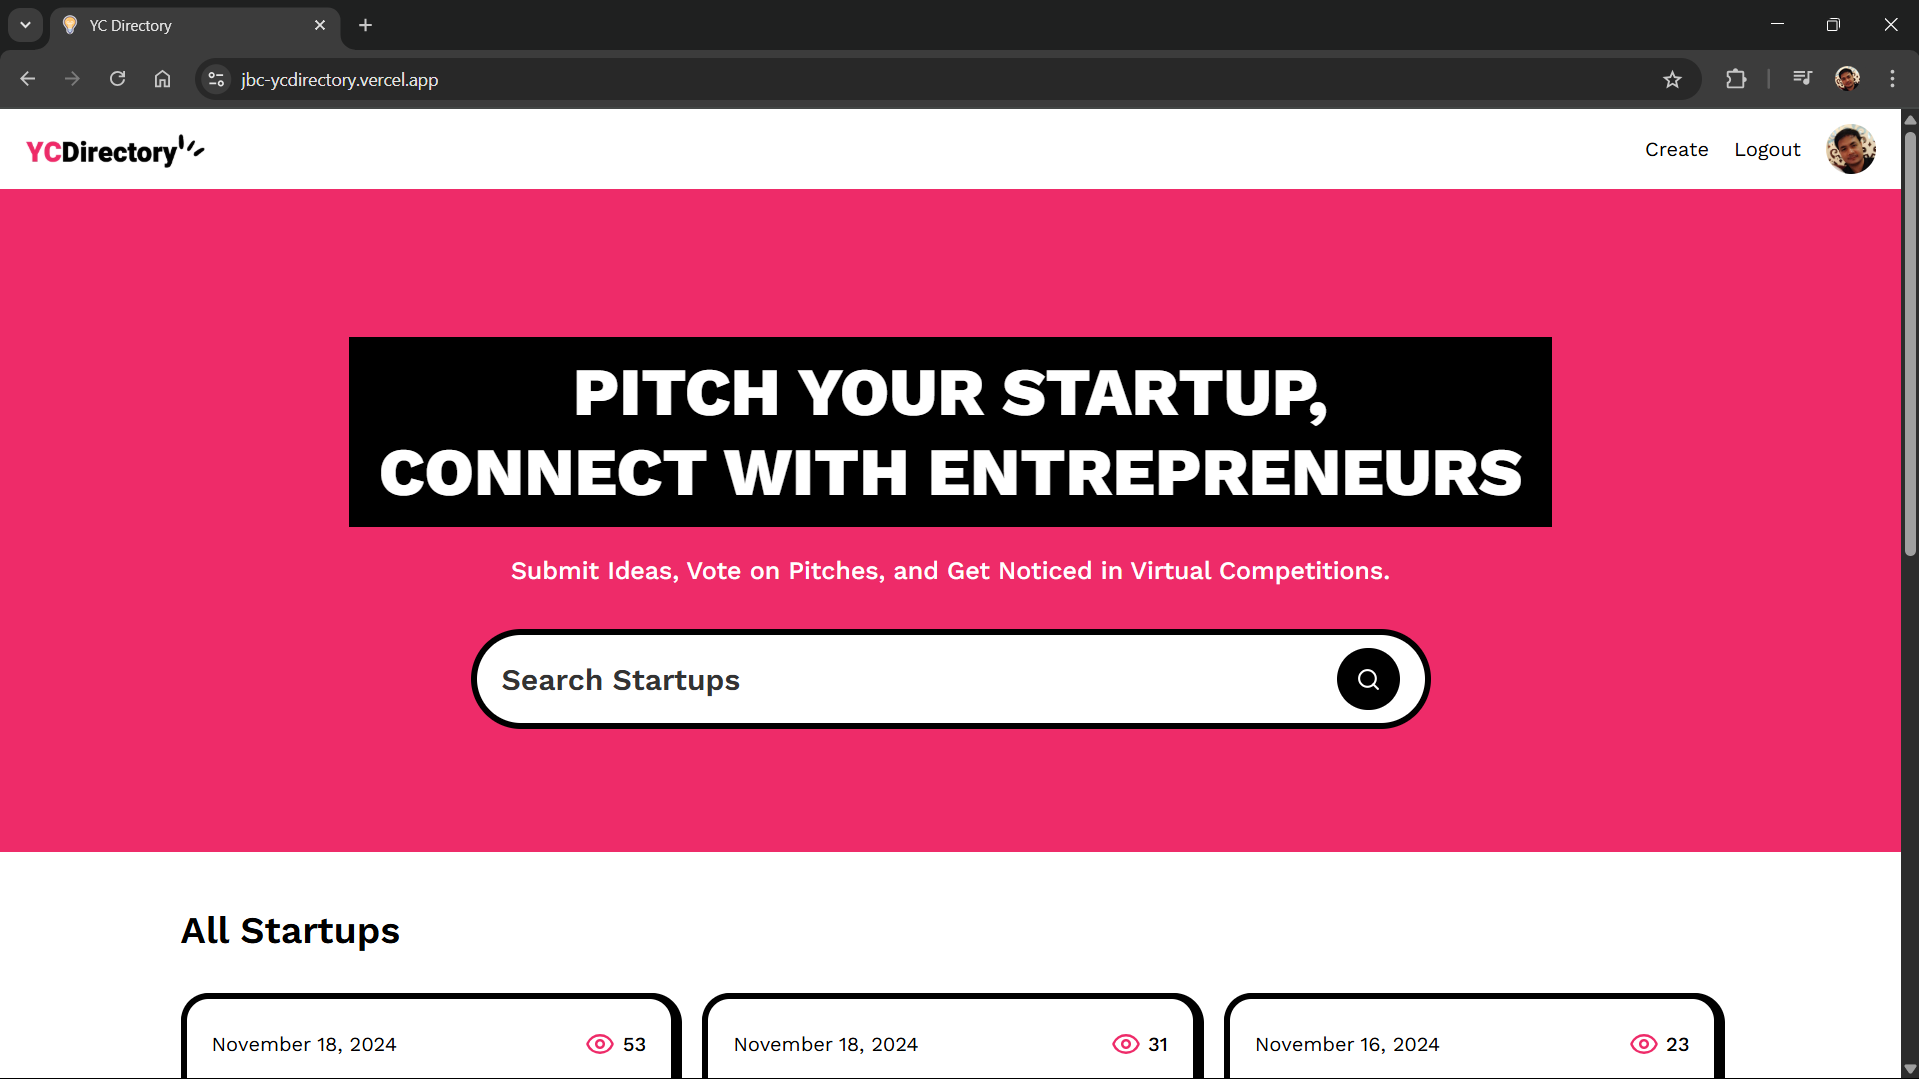 YC Directory
jbc-ycdirectory.vercel.app
YCDirectory
Create
Logout
PITCH YOUR STARTUP,
CONNECT WITH ENTREPRENEURS
Submit Ideas, Vote on Pitches, and Get Noticed in Virtual Competitions.
Search Startups
All Startups
November 18, 2024
53
November 18, 2024
31
November 16, 2024
23